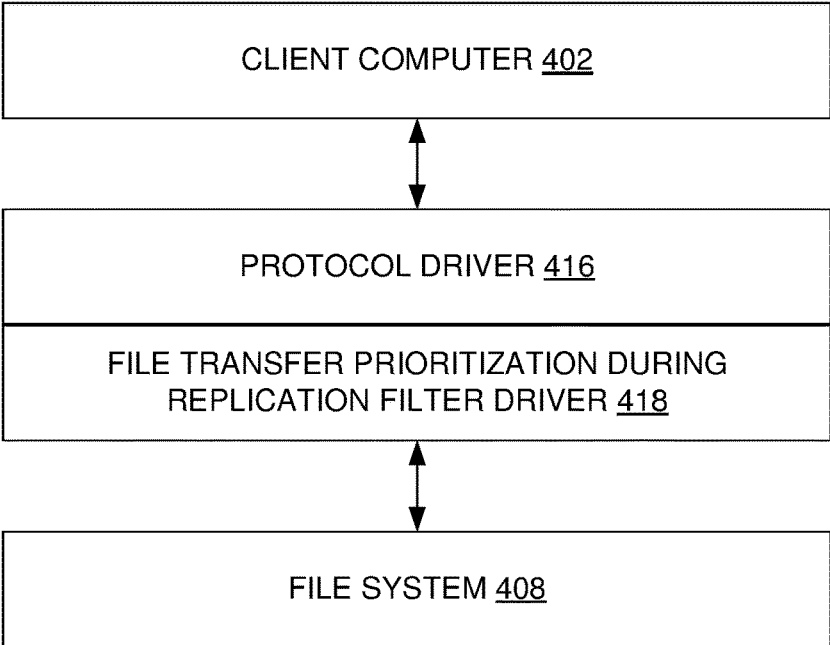 CLIENT COMPUTER 402
PROTOCOL DRIVER 416
FILE TRANSFER PRIORITIZATION DURING
REPLICATION FILTER DRIVER 418
FILE SYSTEM 408